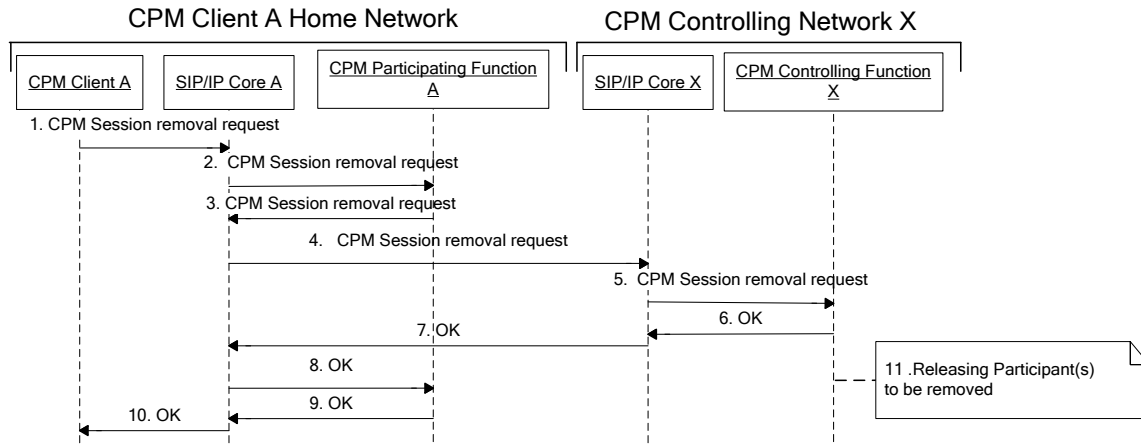 CPM Client A Home Network
CPM Controlling Network X
CPM Client A
SIP/IP Core A
CPM Participating Function
A
SIP/IP Core X
CPM Controlling Function
X
1. CPM Session removal request
2. CPM Session removal request
3. CPM Session removal request
4. CPM Session removal request
5. CPM Session removal request
6. OK
7. OK
8. OK
9. OK
10. OK
11 .Releasing Participant(s)
to be removed